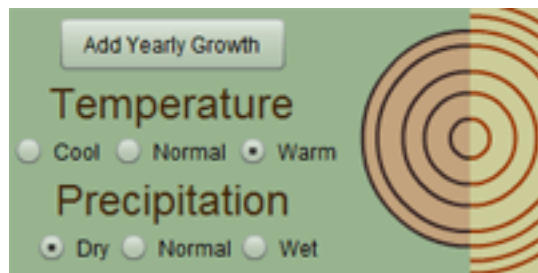 Add Yearly Growth
Temperature
Cool Normal Warm
Precipitation
Dry Normal Wet